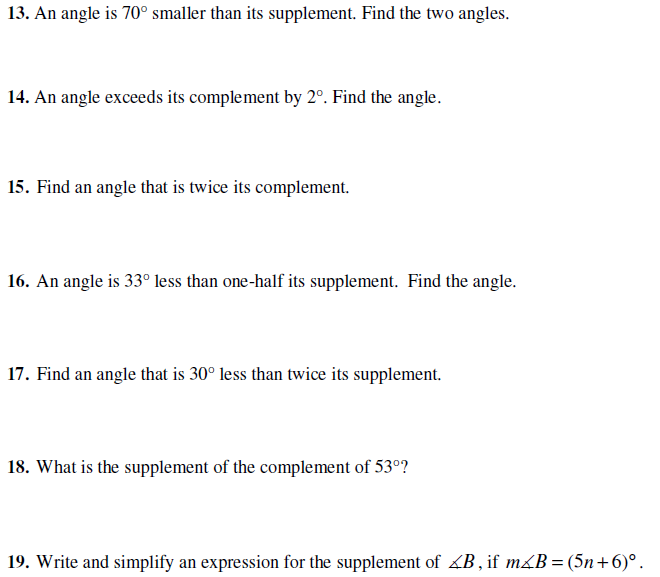 13. An angle is 70° smaller than its supplement. Find the two angles.
14. An angle exceeds its complement by 2°. Find the angle.
15. Find an angle that is twice its complement.
16. An angle is 33° less than one-half its supplement. Find the angle.
17. Find an angle that is 30° less than twice its supplement.
18. What is the supplement of the complement of 53°?
19. Write and simplify an expression for the supplement of ∡B, if m∡B = (5n+6)°.